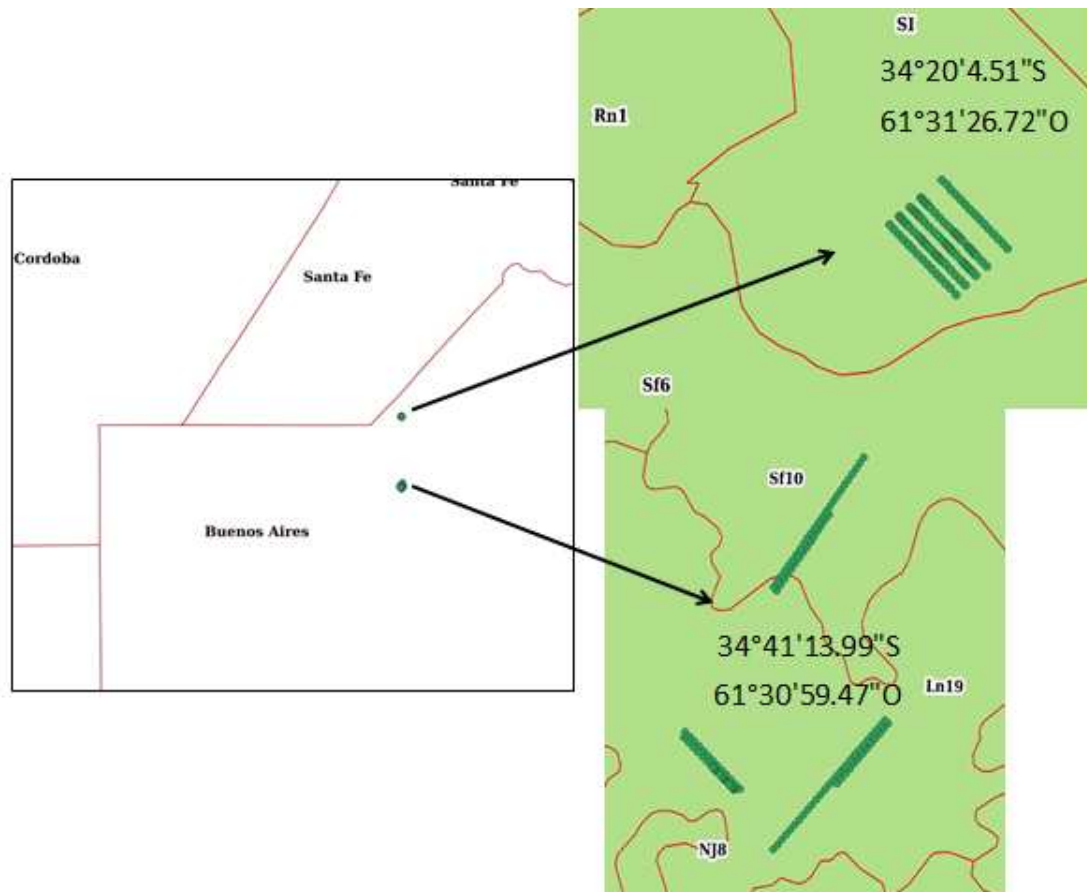 Santa Fe
Cordoba
Santa Fe
Buenos Aires
SI
34°20'4.51"S
61°31'26.72"O
Rn1
Sf6
Sf10
34°41'13.99"S
61°30'59.47"O
Ln19
NJ8